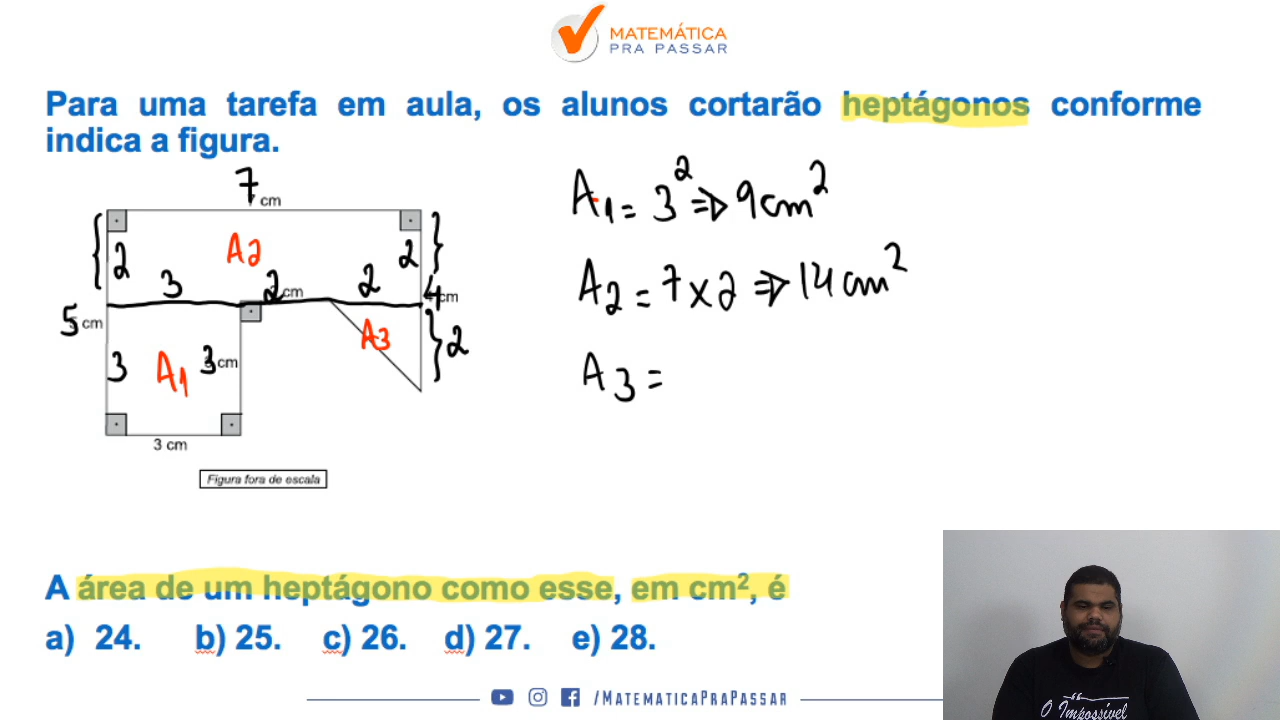 MATEMÁTICA
PRA PASSAR
Para uma tarefa em aula, os alunos cortarão heptágonos conforme
indica a figura.
7 cm
2 A2 2
3 2 cm 2 4 cm
5 cm
3 A1 3 cm A3 2
3 cm
Figura fora de escala
A1 = 3² ⇒ 9cm²
A2 = 7 x 2 ⇒ 14cm²
A3 =
A área de um heptágono como esse, em cm², é
a) 24. b) 25. c) 26. d) 27. e) 28.
/MATEMATICAPRAPASSAR
O Impossível